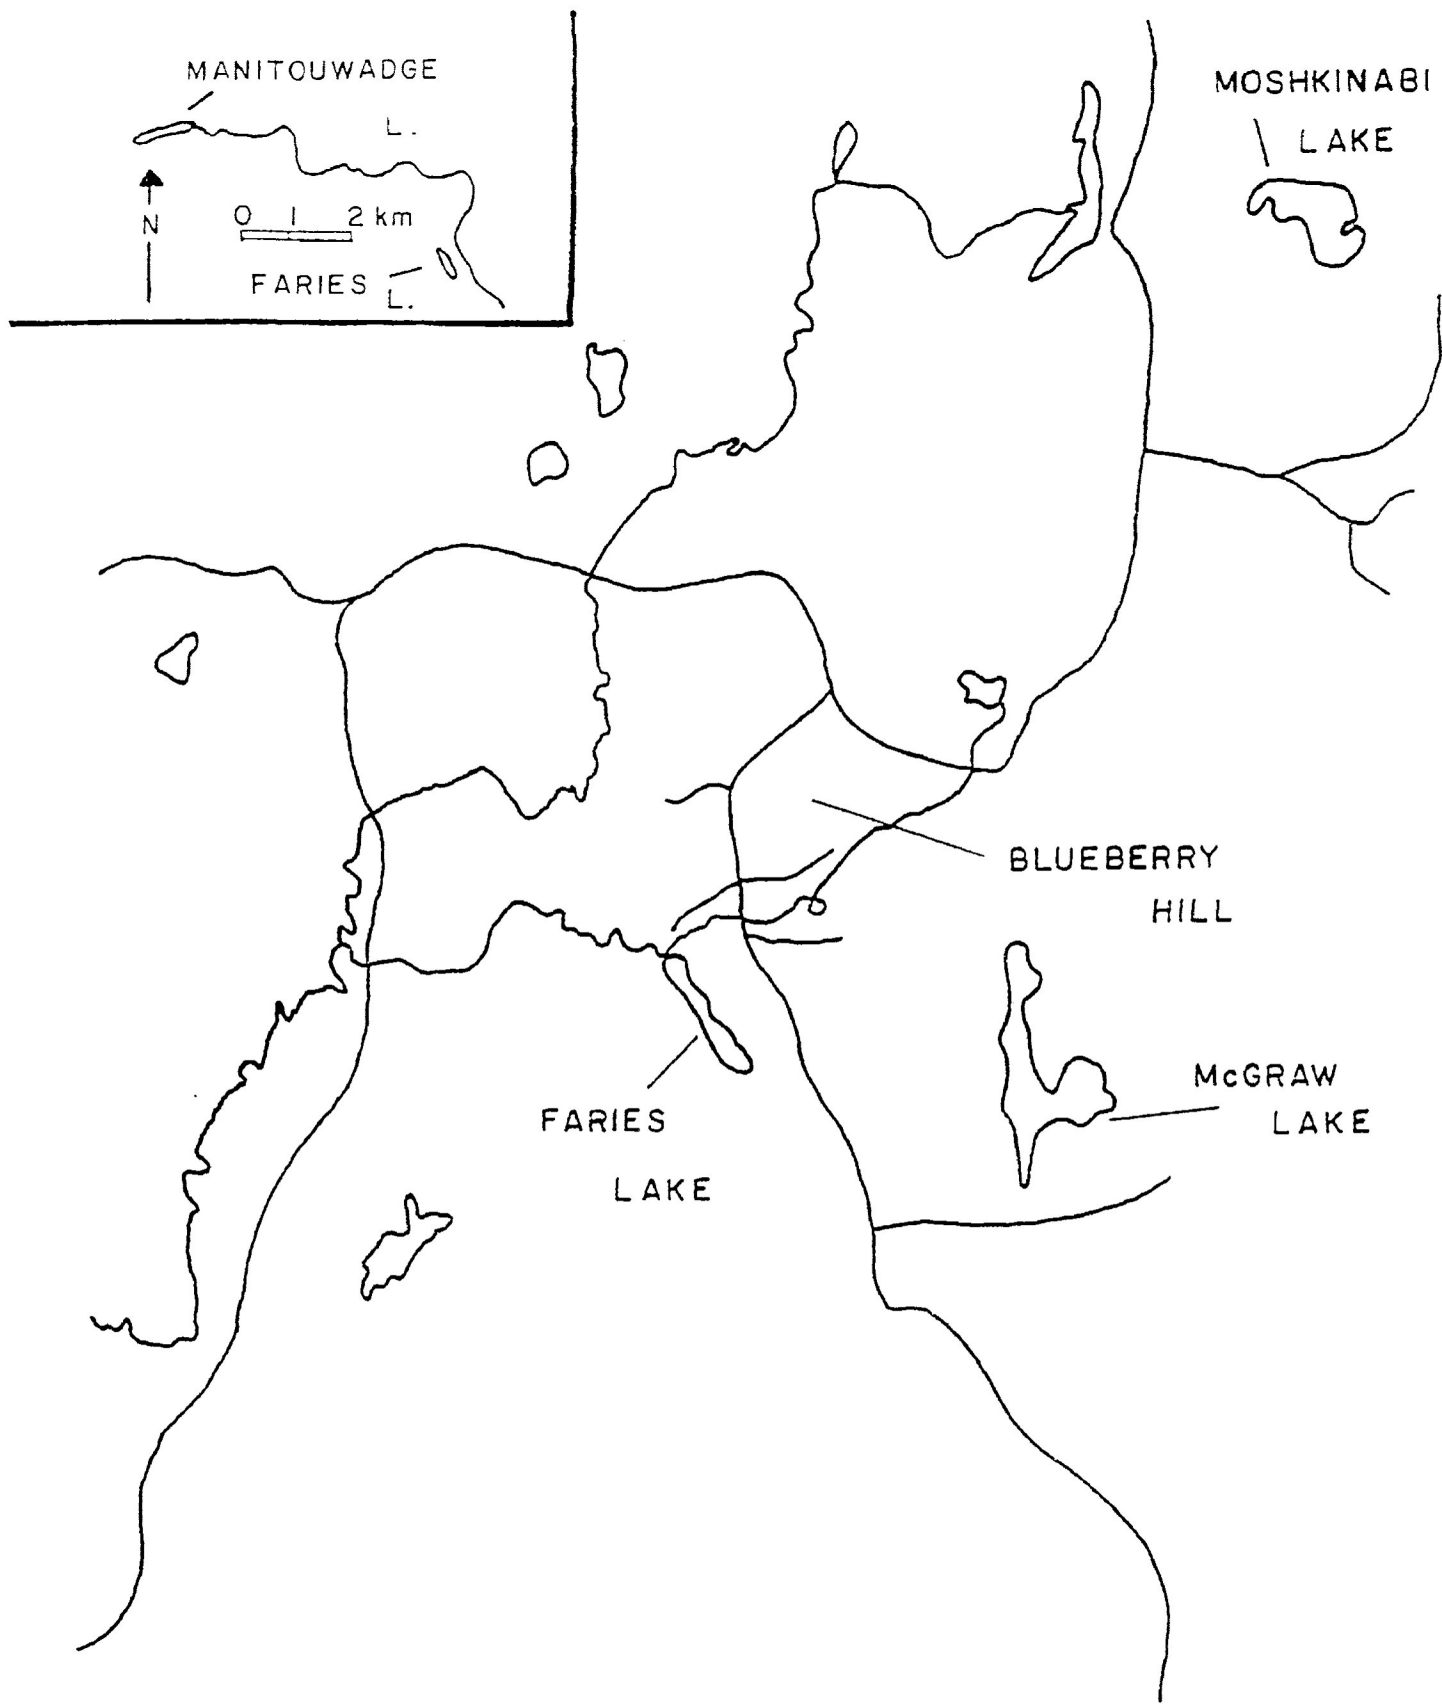 MANITOUWADGE
L.
N
0 1 2 km
FARIES L.
MOSHKINABI
LAKE
BLUEBERRY
HILL
McGRAW
LAKE
FARIES
LAKE